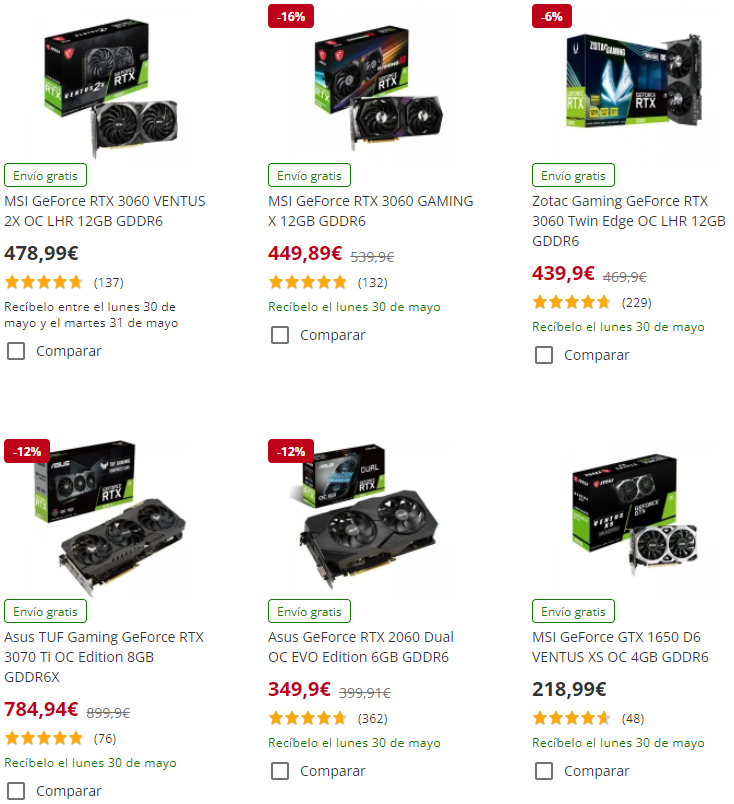 -16%
-6%
Envío gratis
MSI GeForce RTX 3060 VENTUS
2X OC LHR 12GB GDDR6
478,99€
(137)
Recíbelo entre el lunes 30 de
mayo y el martes 31 de mayo
Comparar
Envío gratis
MSI GeForce RTX 3060 GAMING
X 12GB GDDR6
449,89€ 539,9€
(132)
Recíbelo el lunes 30 de mayo
Comparar
Envío gratis
Zotac Gaming GeForce RTX
3060 Twin Edge OC LHR 12GB
GDDR6
439,9€ 469,9€
(229)
Recíbelo el lunes 30 de mayo
Comparar
-12%
-12%
Envío gratis
Asus TUF Gaming GeForce RTX
3070 Ti OC Edition 8GB
GDDR6X
784,94€ 899,9€
(76)
Recíbelo el lunes 30 de mayo
Comparar
Envío gratis
Asus GeForce RTX 2060 Dual
OC EVO Edition 6GB GDDR6
349,9€ 399,91€
(362)
Recíbelo el lunes 30 de mayo
Comparar
Envío gratis
MSI GeForce GTX 1650 D6
VENTUS XS OC 4GB GDDR6
218,99€
(48)
Recíbelo el lunes 30 de mayo
Comparar